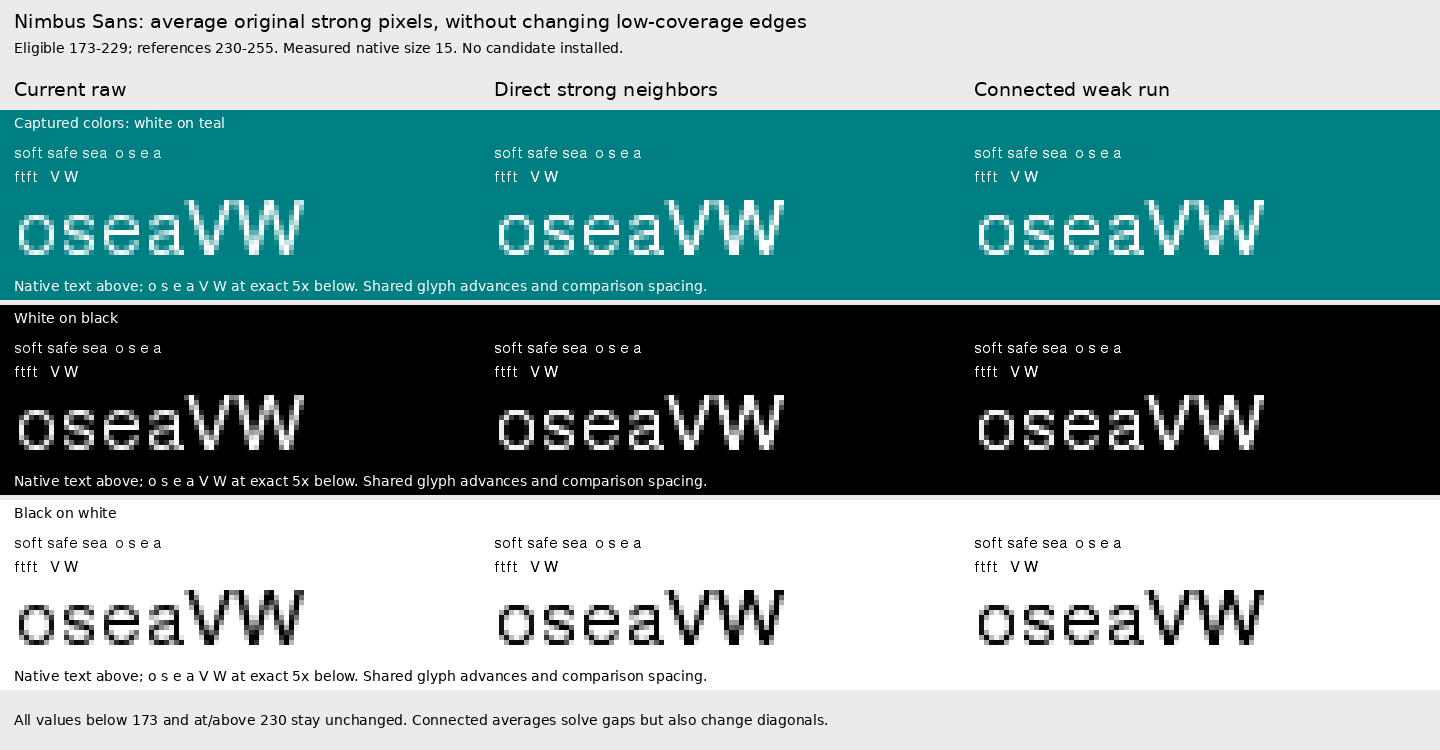 Nimbus Sans: average original strong pixels, without changing low-coverage edges
Eligible 173-229; references 230-255. Measured native size 15. No candidate installed.
Current raw Direct strong neighbors Connected weak run
Captured colors: white on teal
soft safe sea o s e a soft safe sea o s e a soft safe sea o s e a
ftft V W ftft V W ftft V W
oseaVW oseaVW oseaVW
Native text above; o s e a V W at exact 5x below. Shared glyph advances and comparison spacing.
White on black
soft safe sea o s e a soft safe sea o s e a soft safe sea o s e a
ftft V W ftft V W ftft V W
oseaVW oseaVW oseaVW
Native text above; o s e a V W at exact 5x below. Shared glyph advances and comparison spacing.
Black on white
soft safe sea o s e a soft safe sea o s e a soft safe sea o s e a
ftft V W ftft V W ftft V W
oseaVW oseaVW oseaVW
Native text above; o s e a V W at exact 5x below. Shared glyph advances and comparison spacing.
All values below 173 and at/above 230 stay unchanged. Connected averages solve gaps but also change diagonals.